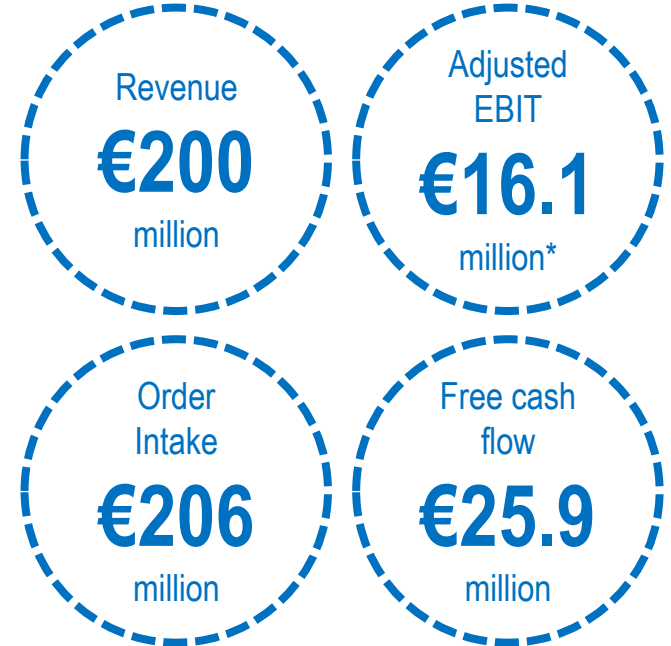 Revenue
€200
million
Adjusted
EBIT
€16.1
million*
Order
Intake
€206
million
Free cash
flow
€25.9
million